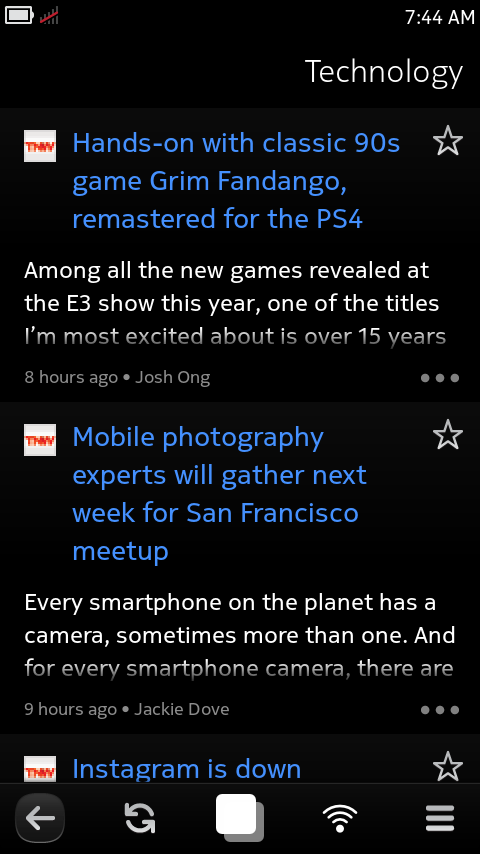 7:44 AM
Technology
TNW
Hands-on with classic 90s
game Grim Fandango,
remastered for the PS4
Among all the new games revealed at
the E3 show this year, one of the titles
I'm most excited about is over 15 years
8 hours ago • Josh Ong
TNW
Mobile photography
experts will gather next
week for San Francisco
meetup
Every smartphone on the planet has a
camera, sometimes more than one. And
for every smartphone camera, there are
9 hours ago • Jackie Dove
TNW
Instagram is down